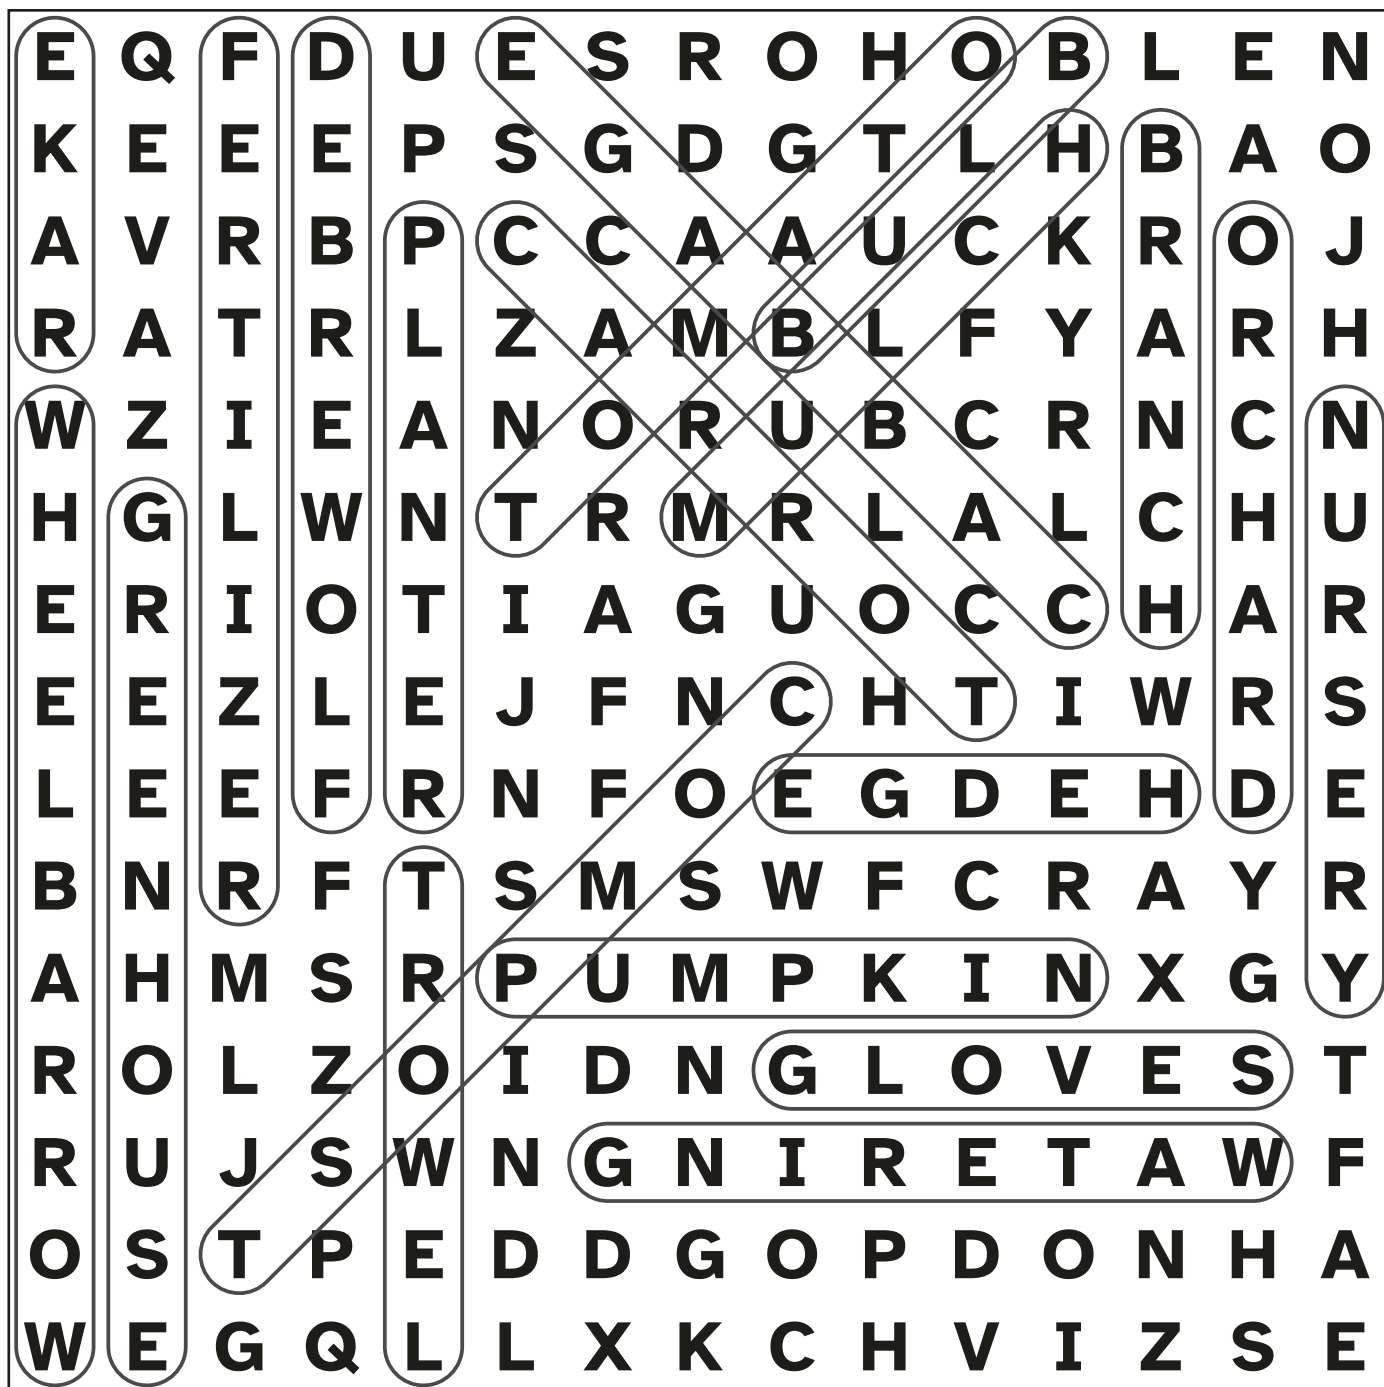 E Q F D U E S R O H O B L E N
K E E E P S G D G T L H B A O
A V R B P C C A A U C K R O J
R A T R L Z A M B L F Y A R H
W Z I E A N O R U B C R N C N
H G L W N T R M R L A L C H U
E R I O T I A G U O C C H A R
E E Z L E J F N C H T I W R S
L E E F R N F O E G D E H D E
B N R F T S M S W F C R A Y R
A H M S R P U M P K I N X G Y
R O L Z O I D N G L O V E S T
R U J S W N G N I R E T A W F
O S T P E D D G O P D O N H A
W E G Q L L X K C H V I Z S E